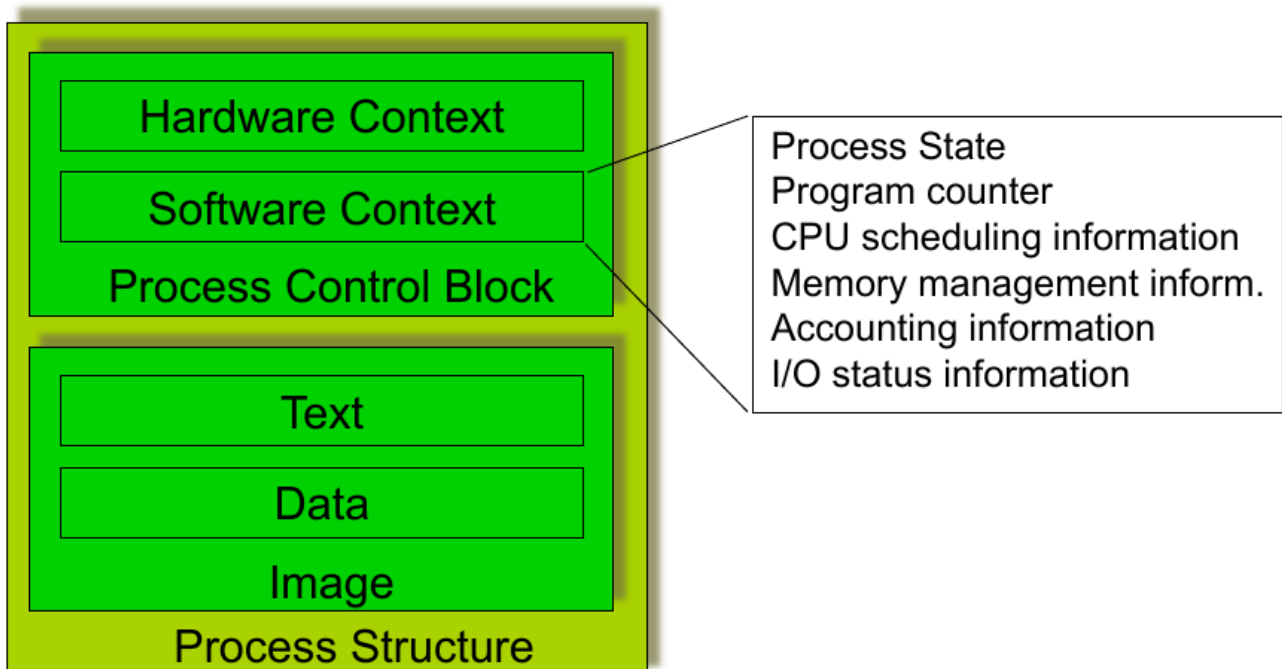 Hardware Context
Software Context
Process Control Block
Text
Data
Image
Process Structure
Process State
Program counter
CPU scheduling information
Memory management inform.
Accounting information
I/O status information